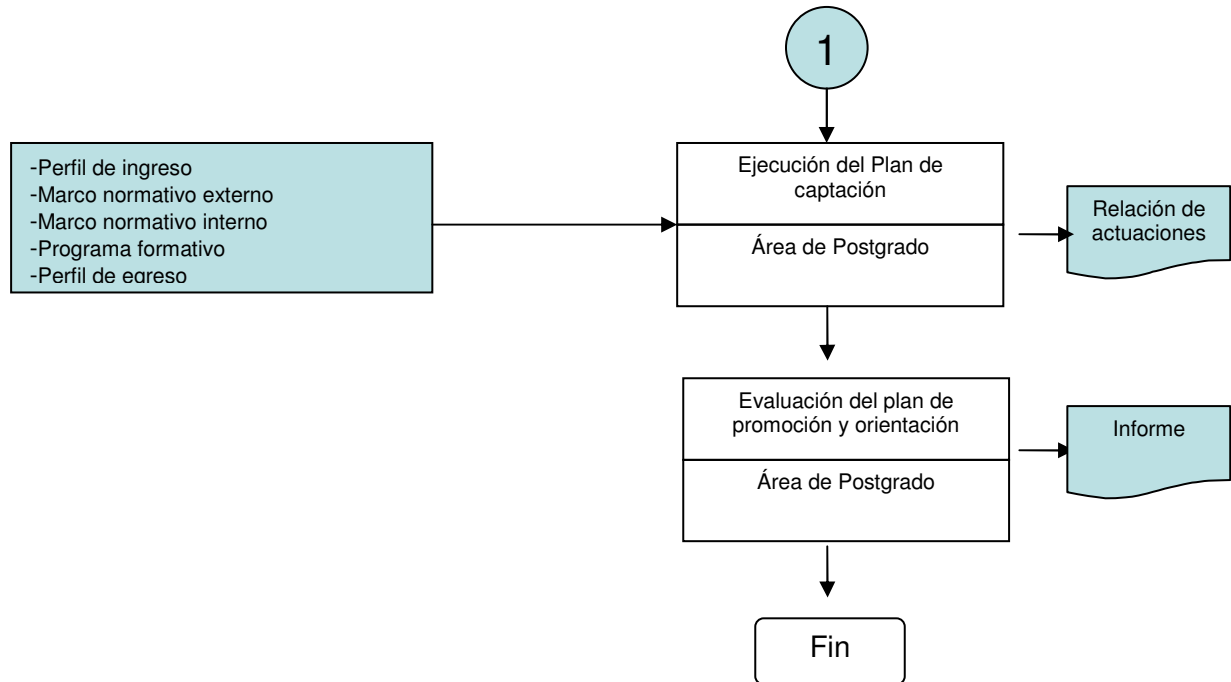 1
-Perfil de ingreso
-Marco normativo externo
-Marco normativo interno
-Programa formativo
-Perfil de egreso
Ejecución del Plan de
captación
Área de Postgrado
Relación de
actuaciones
Evaluación del plan de
promoción y orientación
Área de Postgrado
Informe
Fin